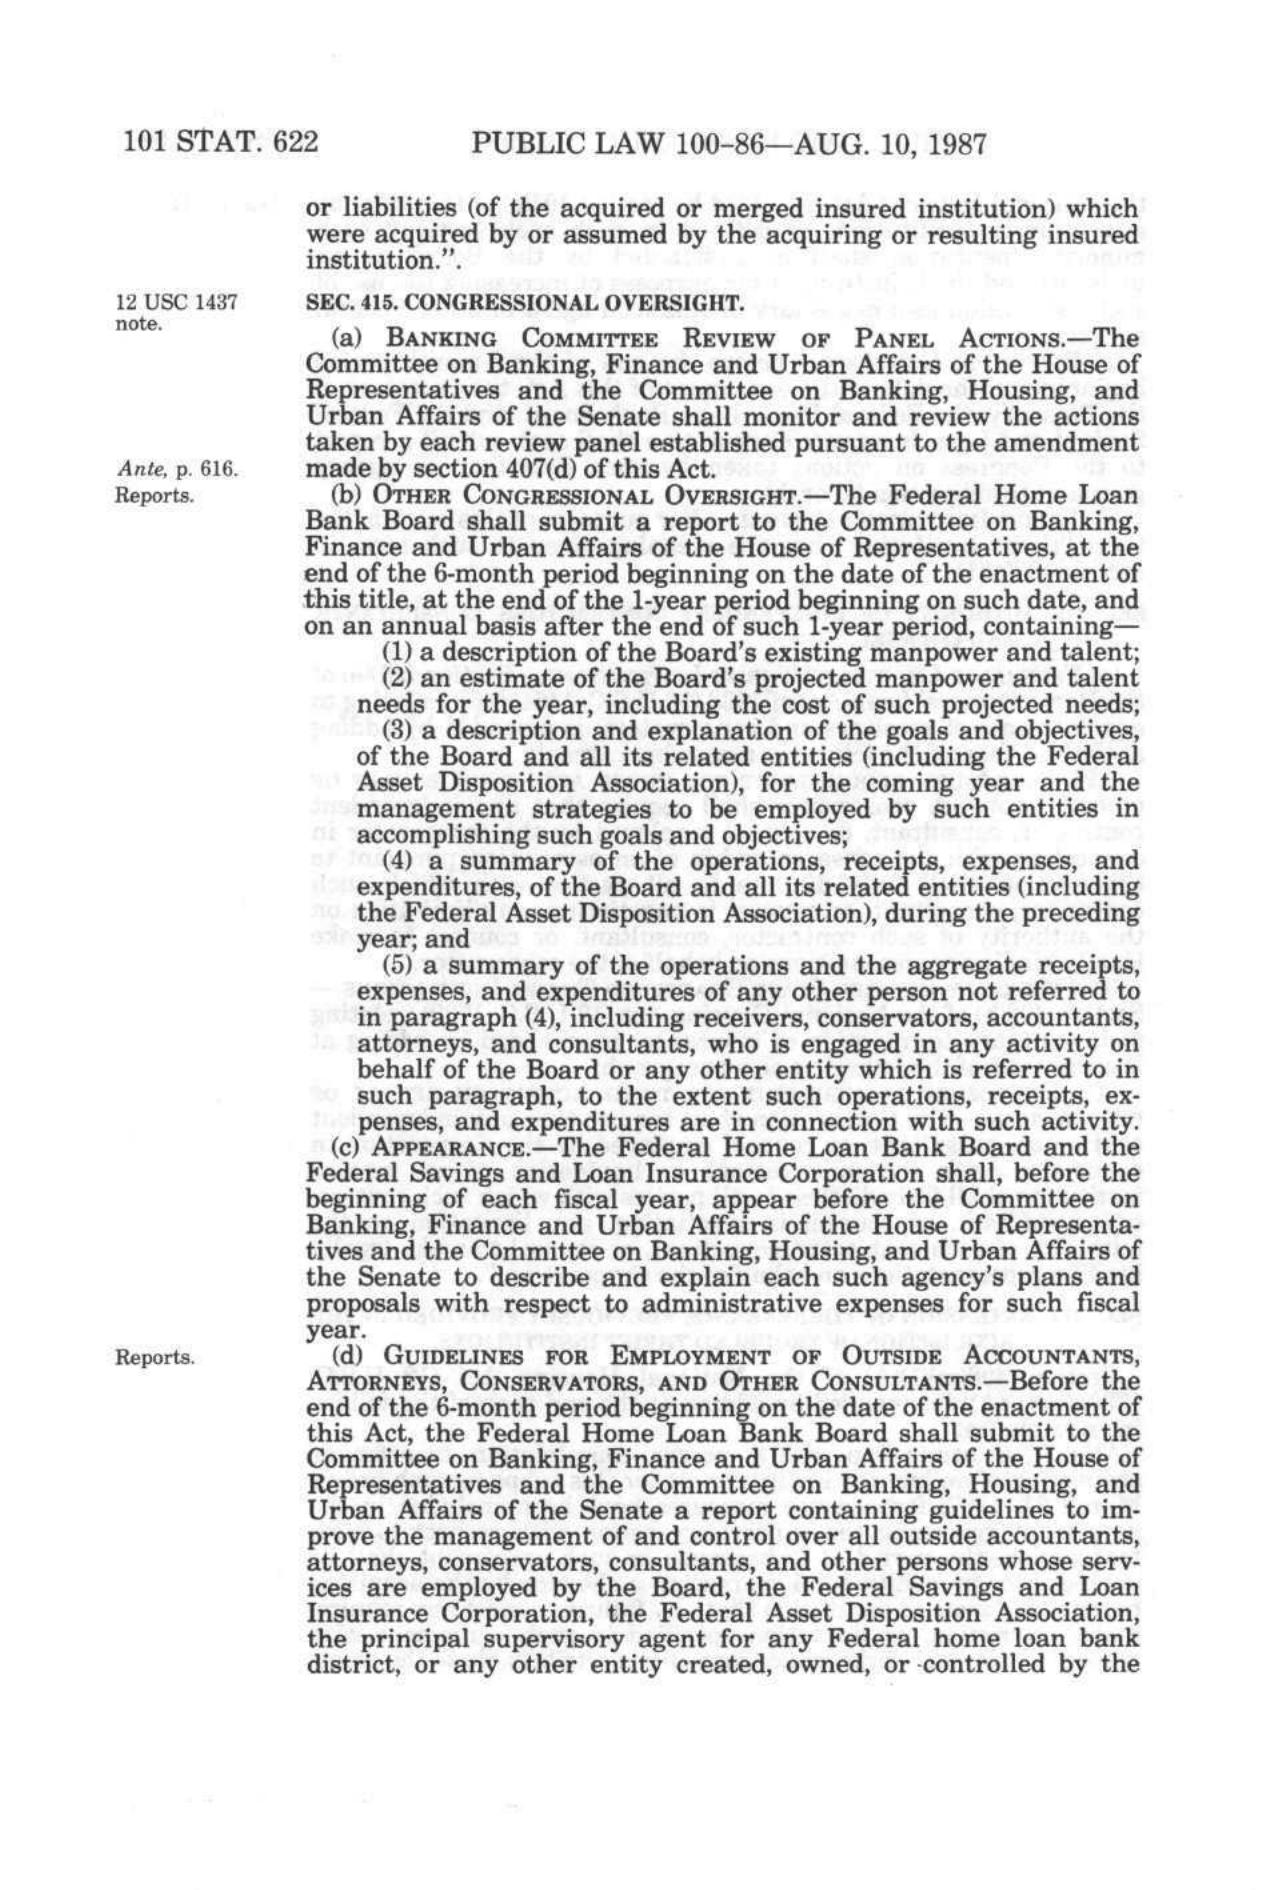 101 STAT. 622 PUBLIC LAW 100-86—AUG. 10, 1987
or liabilities (of the acquired or merged insured institution) which
were acquired by or assumed by the acquiring or resulting insured
institution.”.
12 USC 1437
note.
SEC. 415. CONGRESSIONAL OVERSIGHT.
(a) BANKING COMMITTEE REVIEW OF PANEL ACTIONS.—The
Committee on Banking, Finance and Urban Affairs of the House of
Representatives and the Committee on Banking, Housing, and
Urban Affairs of the Senate shall monitor and review the actions
taken by each review panel established pursuant to the amendment
made by section 407(d) of this Act.
Ante, p. 616.
Reports.
(b) OTHER CONGRESSIONAL OVERSIGHT.—The Federal Home Loan
Bank Board shall submit a report to the Committee on Banking,
Finance and Urban Affairs of the House of Representatives, at the
end of the 6-month period beginning on the date of the enactment of
this title, at the end of the 1-year period beginning on such date, and
on an annual basis after the end of such 1-year period, containing—
(1) a description of the Board's existing manpower and talent;
(2) an estimate of the Board's projected manpower and talent
needs for the year, including the cost of such projected needs;
(3) a description and explanation of the goals and objectives,
of the Board and all its related entities (including the Federal
Asset Disposition Association), for the coming year and the
management strategies to be employed by such entities in
accomplishing such goals and objectives;
(4) a summary of the operations, receipts, expenses, and
expenditures, of the Board and all its related entities (including
the Federal Asset Disposition Association), during the preceding
year; and
(5) a summary of the operations and the aggregate receipts,
expenses, and expenditures of any other person not referred to
in paragraph (4), including receivers, conservators, accountants,
attorneys, and consultants, who is engaged in any activity on
behalf of the Board or any other entity which is referred to in
such paragraph, to the extent such operations, receipts, ex-
penses, and expenditures are in connection with such activity.
(c) APPEARANCE.—The Federal Home Loan Bank Board and the
Federal Savings and Loan Insurance Corporation shall, before the
beginning of each fiscal year, appear before the Committee on
Banking, Finance and Urban Affairs of the House of Representa-
tives and the Committee on Banking, Housing, and Urban Affairs of
the Senate to describe and explain each such agency's plans and
proposals with respect to administrative expenses for such fiscal
year.
Reports.
(d) GUIDELINES FOR EMPLOYMENT OF OUTSIDE ACCOUNTANTS,
ATTORNEYS, CONSERVATORS, AND OTHER CONSULTANTS.—Before the
end of the 6-month period beginning on the date of the enactment of
this Act, the Federal Home Loan Bank Board shall submit to the
Committee on Banking, Finance and Urban Affairs of the House of
Representatives and the Committee on Banking, Housing, and
Urban Affairs of the Senate a report containing guidelines to im-
prove the management of and control over all outside accountants,
attorneys, conservators, consultants, and other persons whose serv-
ices are employed by the Board, the Federal Savings and Loan
Insurance Corporation, the Federal Asset Disposition Association,
the principal supervisory agent for any Federal home loan bank
district, or any other entity created, owned, or controlled by the